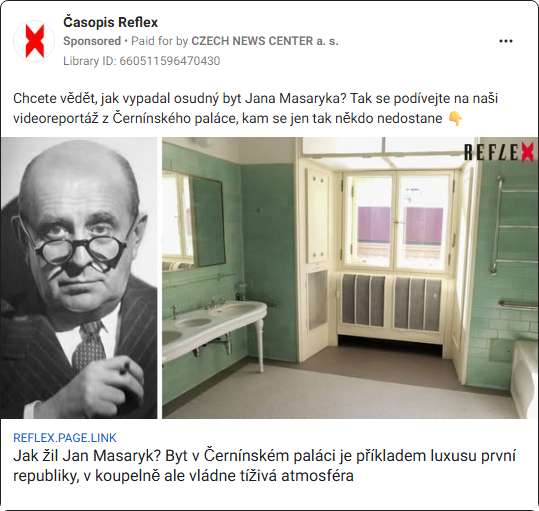 Časopis Reflex
Sponsored • Paid for by CZECH NEWS CENTER a. s.
Library ID: 660511596470430
Chcete vědět, jak vypadal osudný byt Jana Masaryka? Tak se podívejte na naši
videoreportáž z Černínského paláce, kam se jen tak někdo nedostane 👇
REFLEX
REFLEX.PAGE.LINK
Jak žil Jan Masaryk? Byt v Černínském paláci je příkladem luxusu první
republiky, v koupelně ale vládne tíživá atmosféra